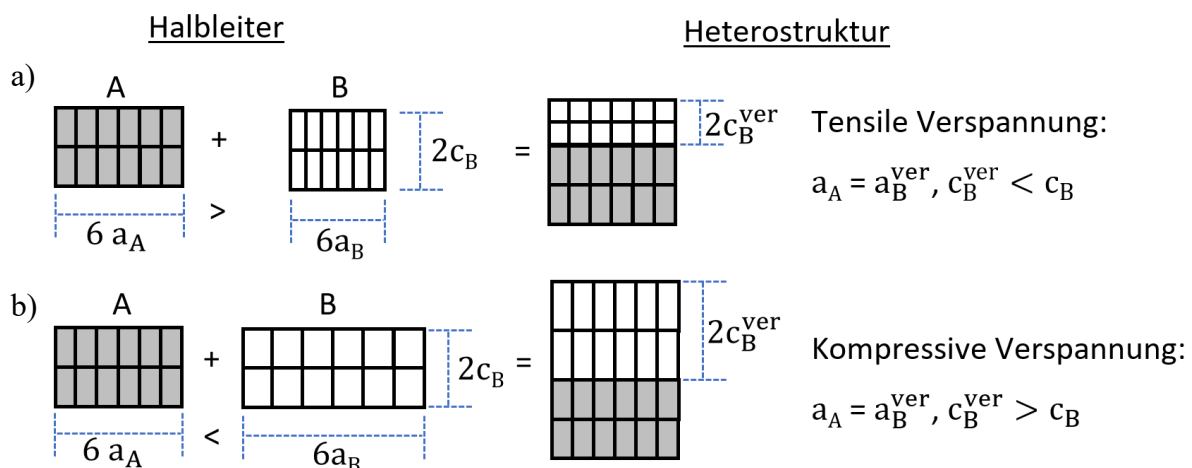 Halbleiter
Heterostruktur
a)
A
B
+
2c_B
=
2c_B^ver
Tensile Verspannung:
>
a_A = a_B^ver, c_B^ver < c_B
6 a_A
6a_B
b)
A
B
+
2c_B
=
2c_B^ver
Kompressive Verspannung:
<
a_A = a_B^ver, c_B^ver > c_B
6 a_A
6a_B